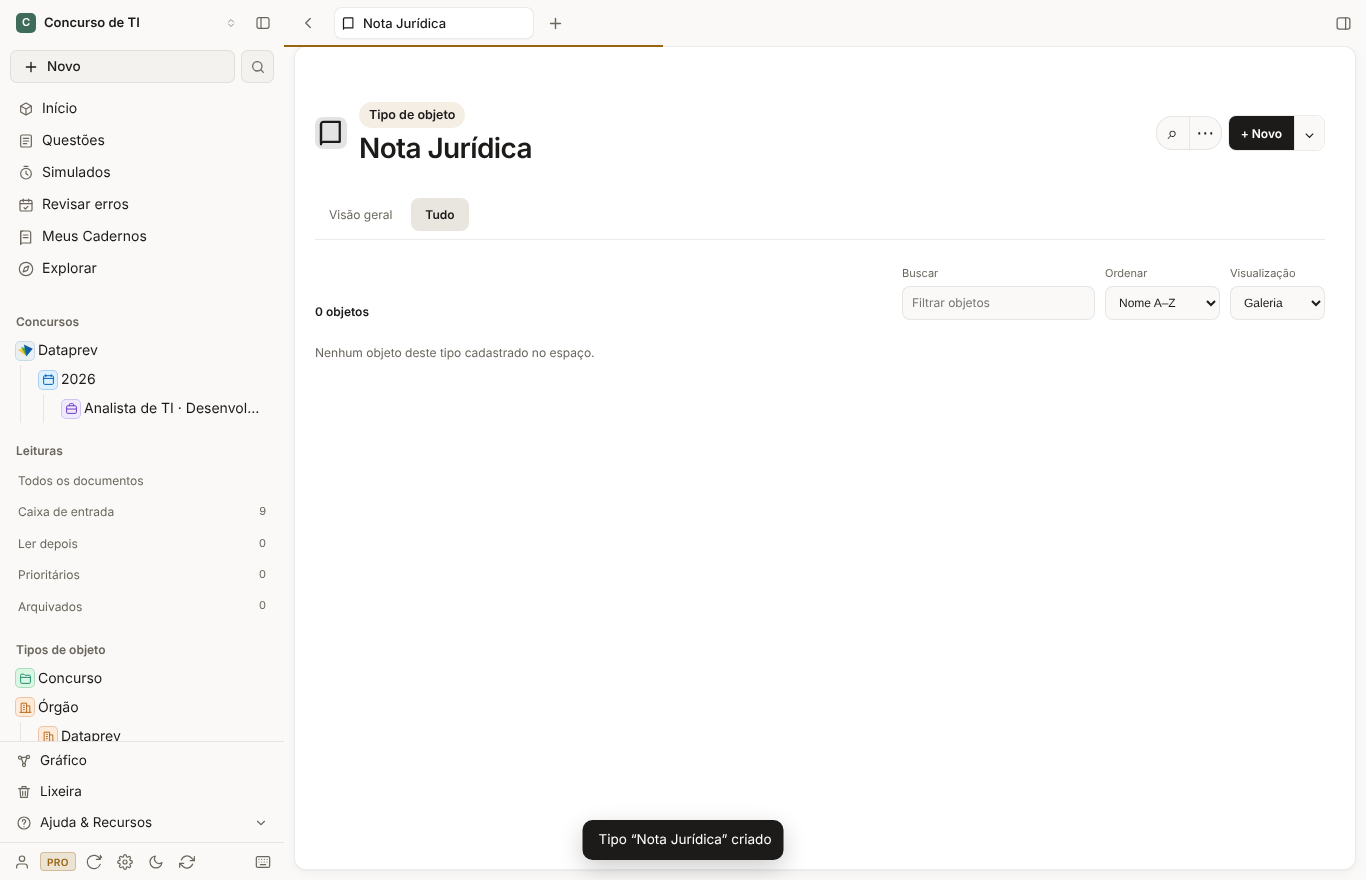 C Concurso de TI
Nota Jurídica
Novo
Início
Questões
Simulados
Revisar erros
Meus Cadernos
Explorar
Concursos
Dataprev
2026
Analista de TI · Desenvol...
Leituras
Todos os documentos
Caixa de entrada 9
Ler depois 0
Prioritários 0
Arquivados 0
Tipos de objeto
Concurso
Órgão
Dataprev
Gráfico
Lixeira
Ajuda & Recursos
PRO
Tipo de objeto
Nota Jurídica
+ Novo
Visão geral
Tudo
Buscar
Ordenar
Visualização
0 objetos
Filtrar objetos
Nome A–Z
Galeria
Nenhum objeto deste tipo cadastrado no espaço.
Tipo “Nota Jurídica” criado